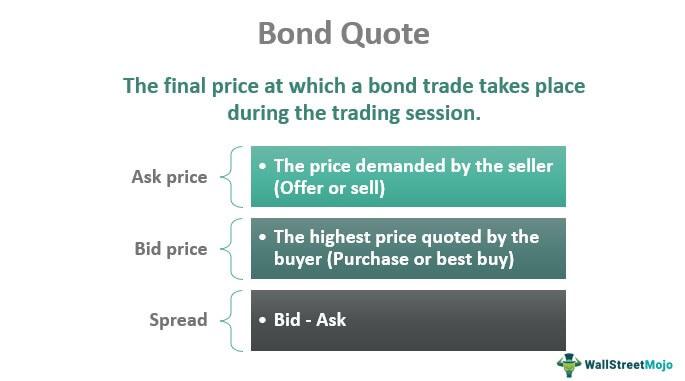 Bond Quote
The final price at which a bond trade takes place
during the trading session.
Ask price
• The price demanded by the seller
(Offer or sell)
Bid price
• The highest price quoted by the
buyer (Purchase or best buy)
Spread
• Bid - Ask
WallStreetMojo